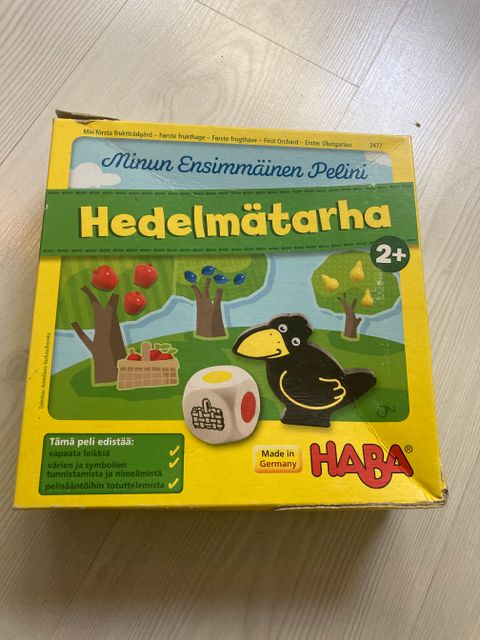 Min första fruktträdgård – Første frukthage – Første frugthave – First Orchard – Erster Obstgarten 3477
Minun Ensimmäinen Pelini
Hedelmätarha
2+
Tämä peli edistää:
vapaata leikkiä
värien ja symbolien
tunnistamista ja nimeämistä
pelisääntöihin totuttelemista
Made in
Germany
HABA®